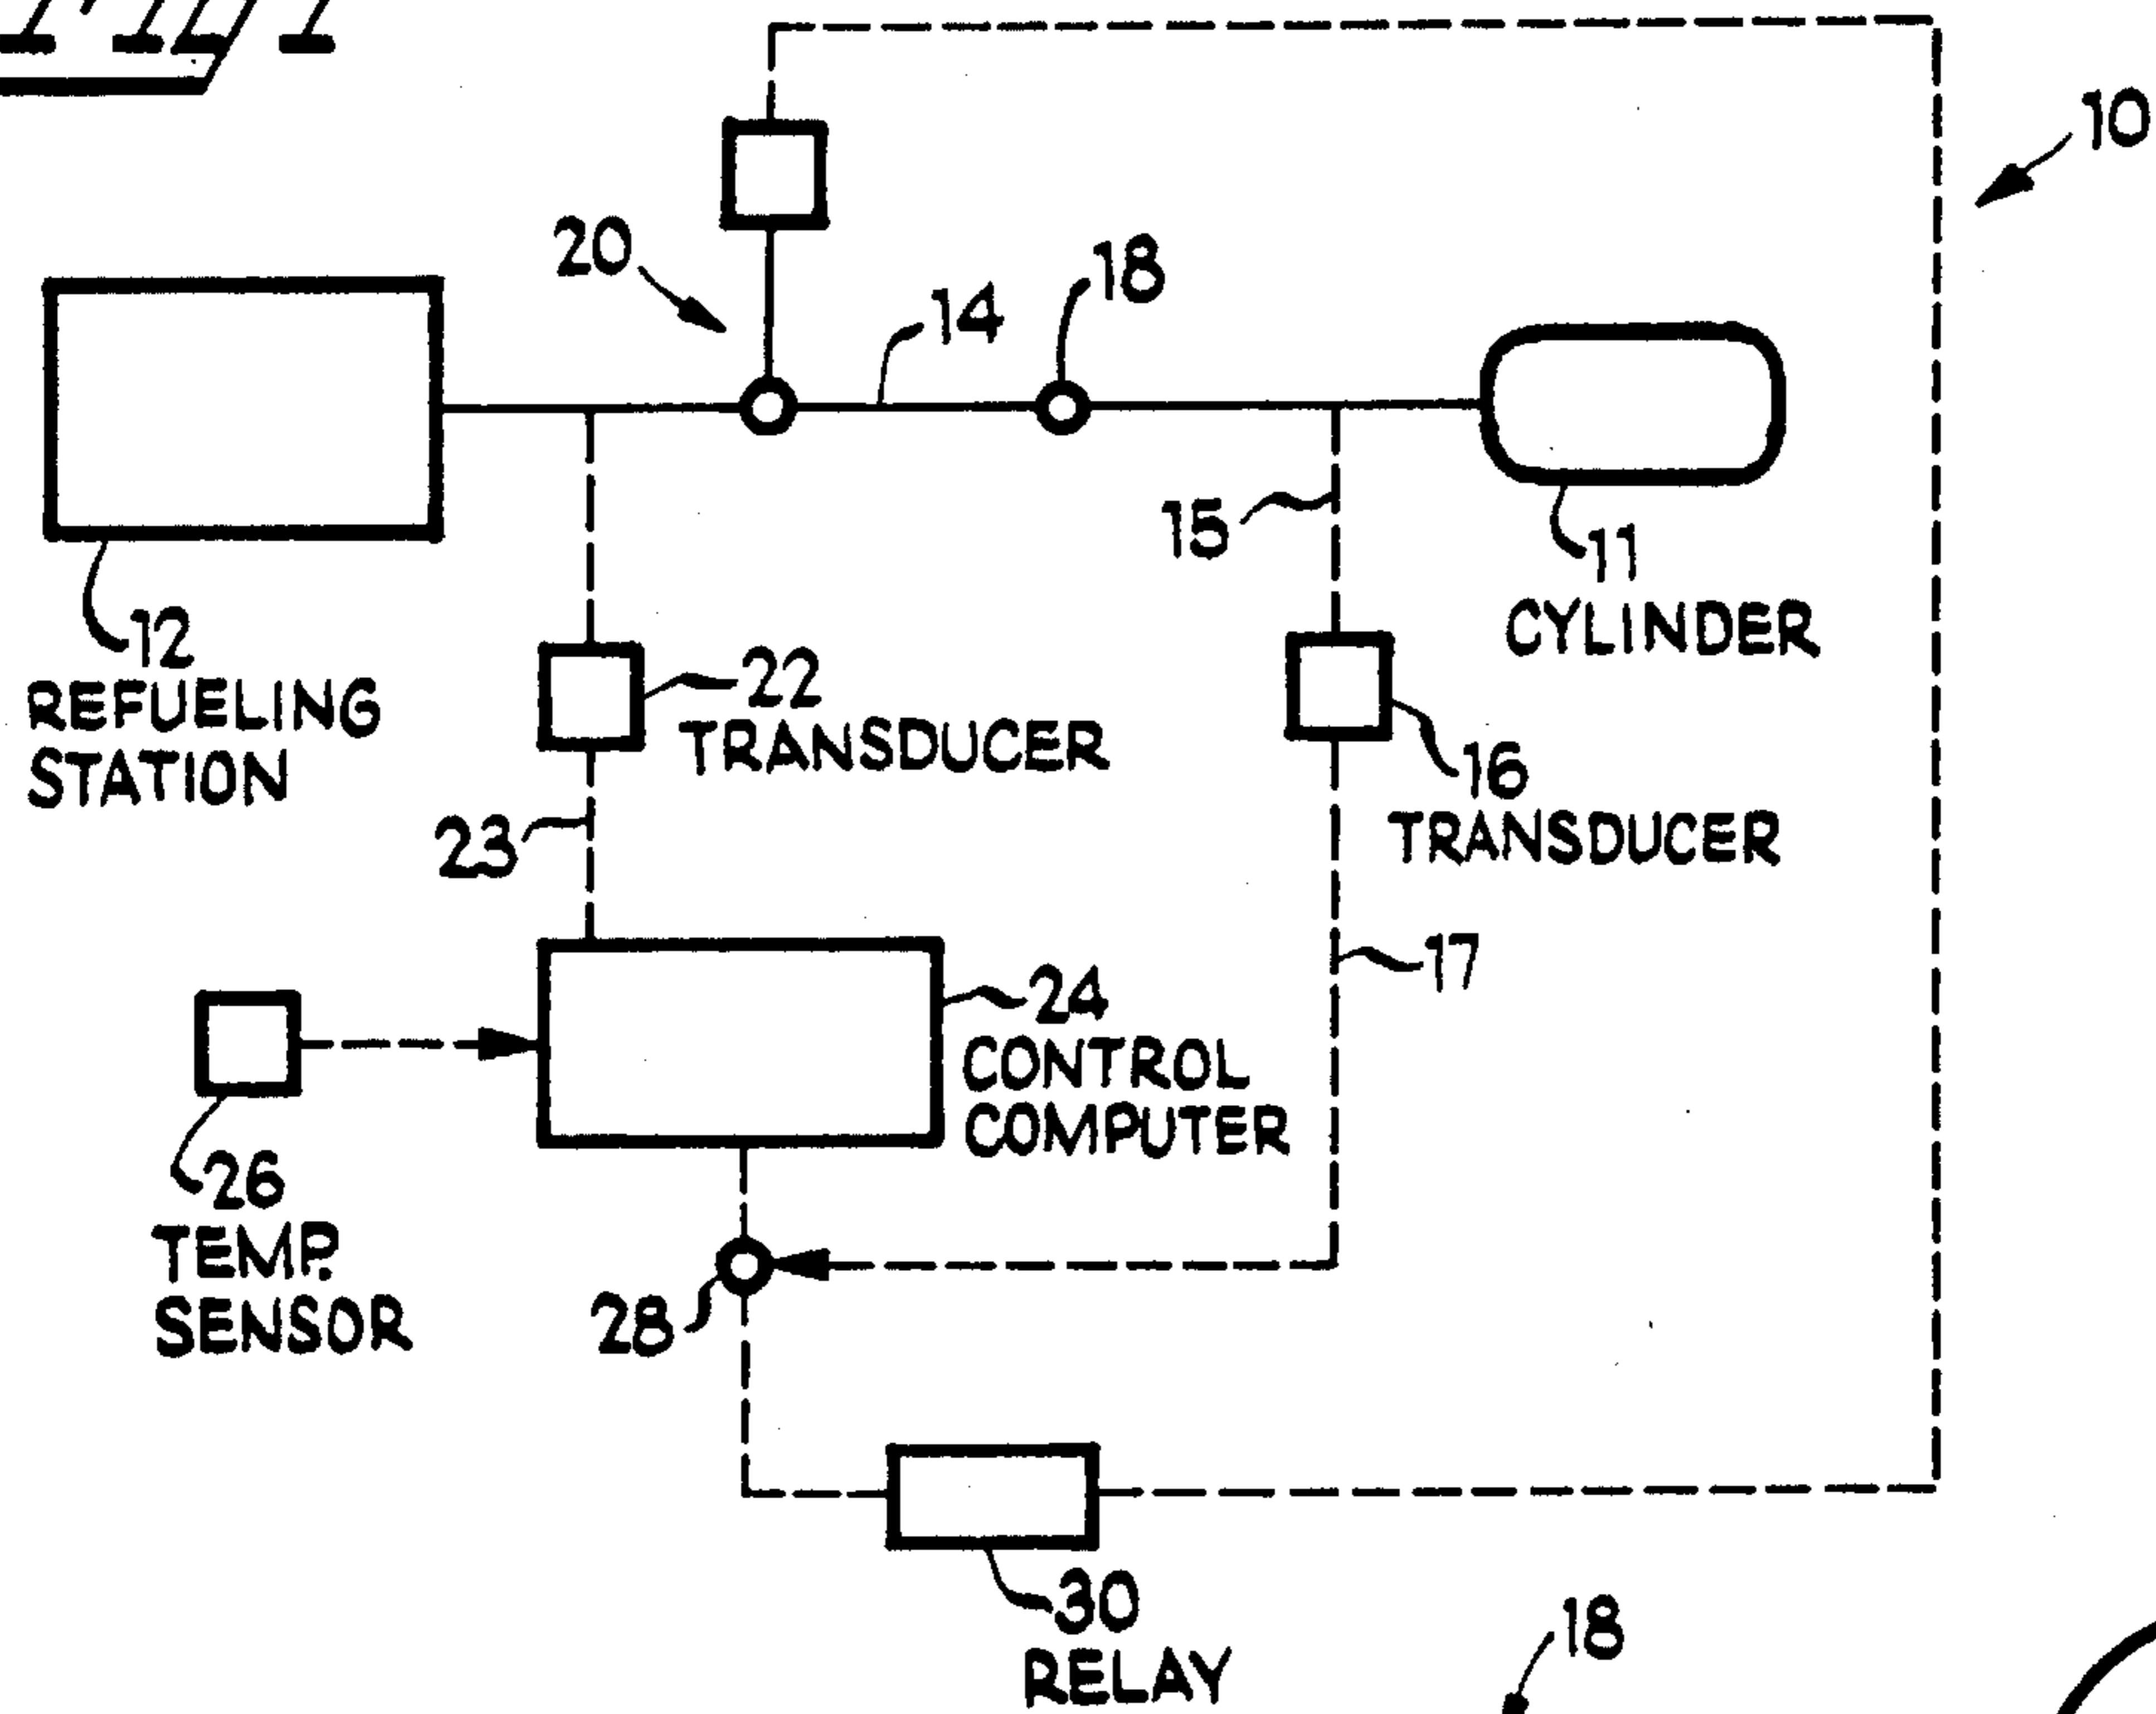 10
20
18
14
15
11
CYLINDER
12
REFUELING
STATION
22
TRANSDUCER
16
TRANSDUCER
23
17
24
CONTROL
COMPUTER
26
TEMP.
SENSOR
28
30
RELAY
18